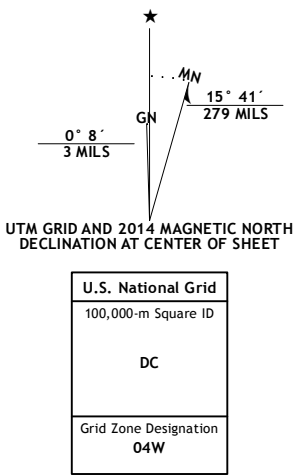 ★
MN
GN
15° 41´
279 MILS
0° 8´
3 MILS
UTM GRID AND 2014 MAGNETIC NORTH
DECLINATION AT CENTER OF SHEET
U.S. National Grid
100,000-m Square ID
DC
Grid Zone Designation
04W